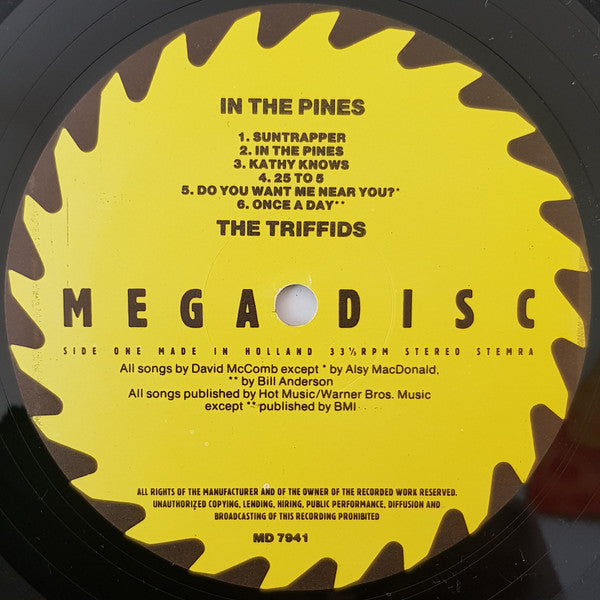 IN THE PINES
1. SUNTRAPPER
2. IN THE PINES
3. KATHY KNOWS
4. 25 TO 5
5. DO YOU WANT ME NEAR YOU?*
6. ONCE A DAY**
THE TRIFFIDS
MEGADISC
SIDE ONE MADE IN HOLLAND 33⅓RPM STEREO STEMRA
All songs by David McComb except * by Alsy MacDonald,
** by Bill Anderson
All songs published by Hot Music/Warner Bros. Music
except ** published by BMI
ALL RIGHTS OF THE MANUFACTURER AND OF THE OWNER OF THE RECORDED WORK RESERVED.
UNAUTHORIZED COPYING, LENDING, HIRING, PUBLIC PERFORMANCE, DIFFUSION AND
BROADCASTING OF THIS RECORDING PROHIBITED
MD 7941